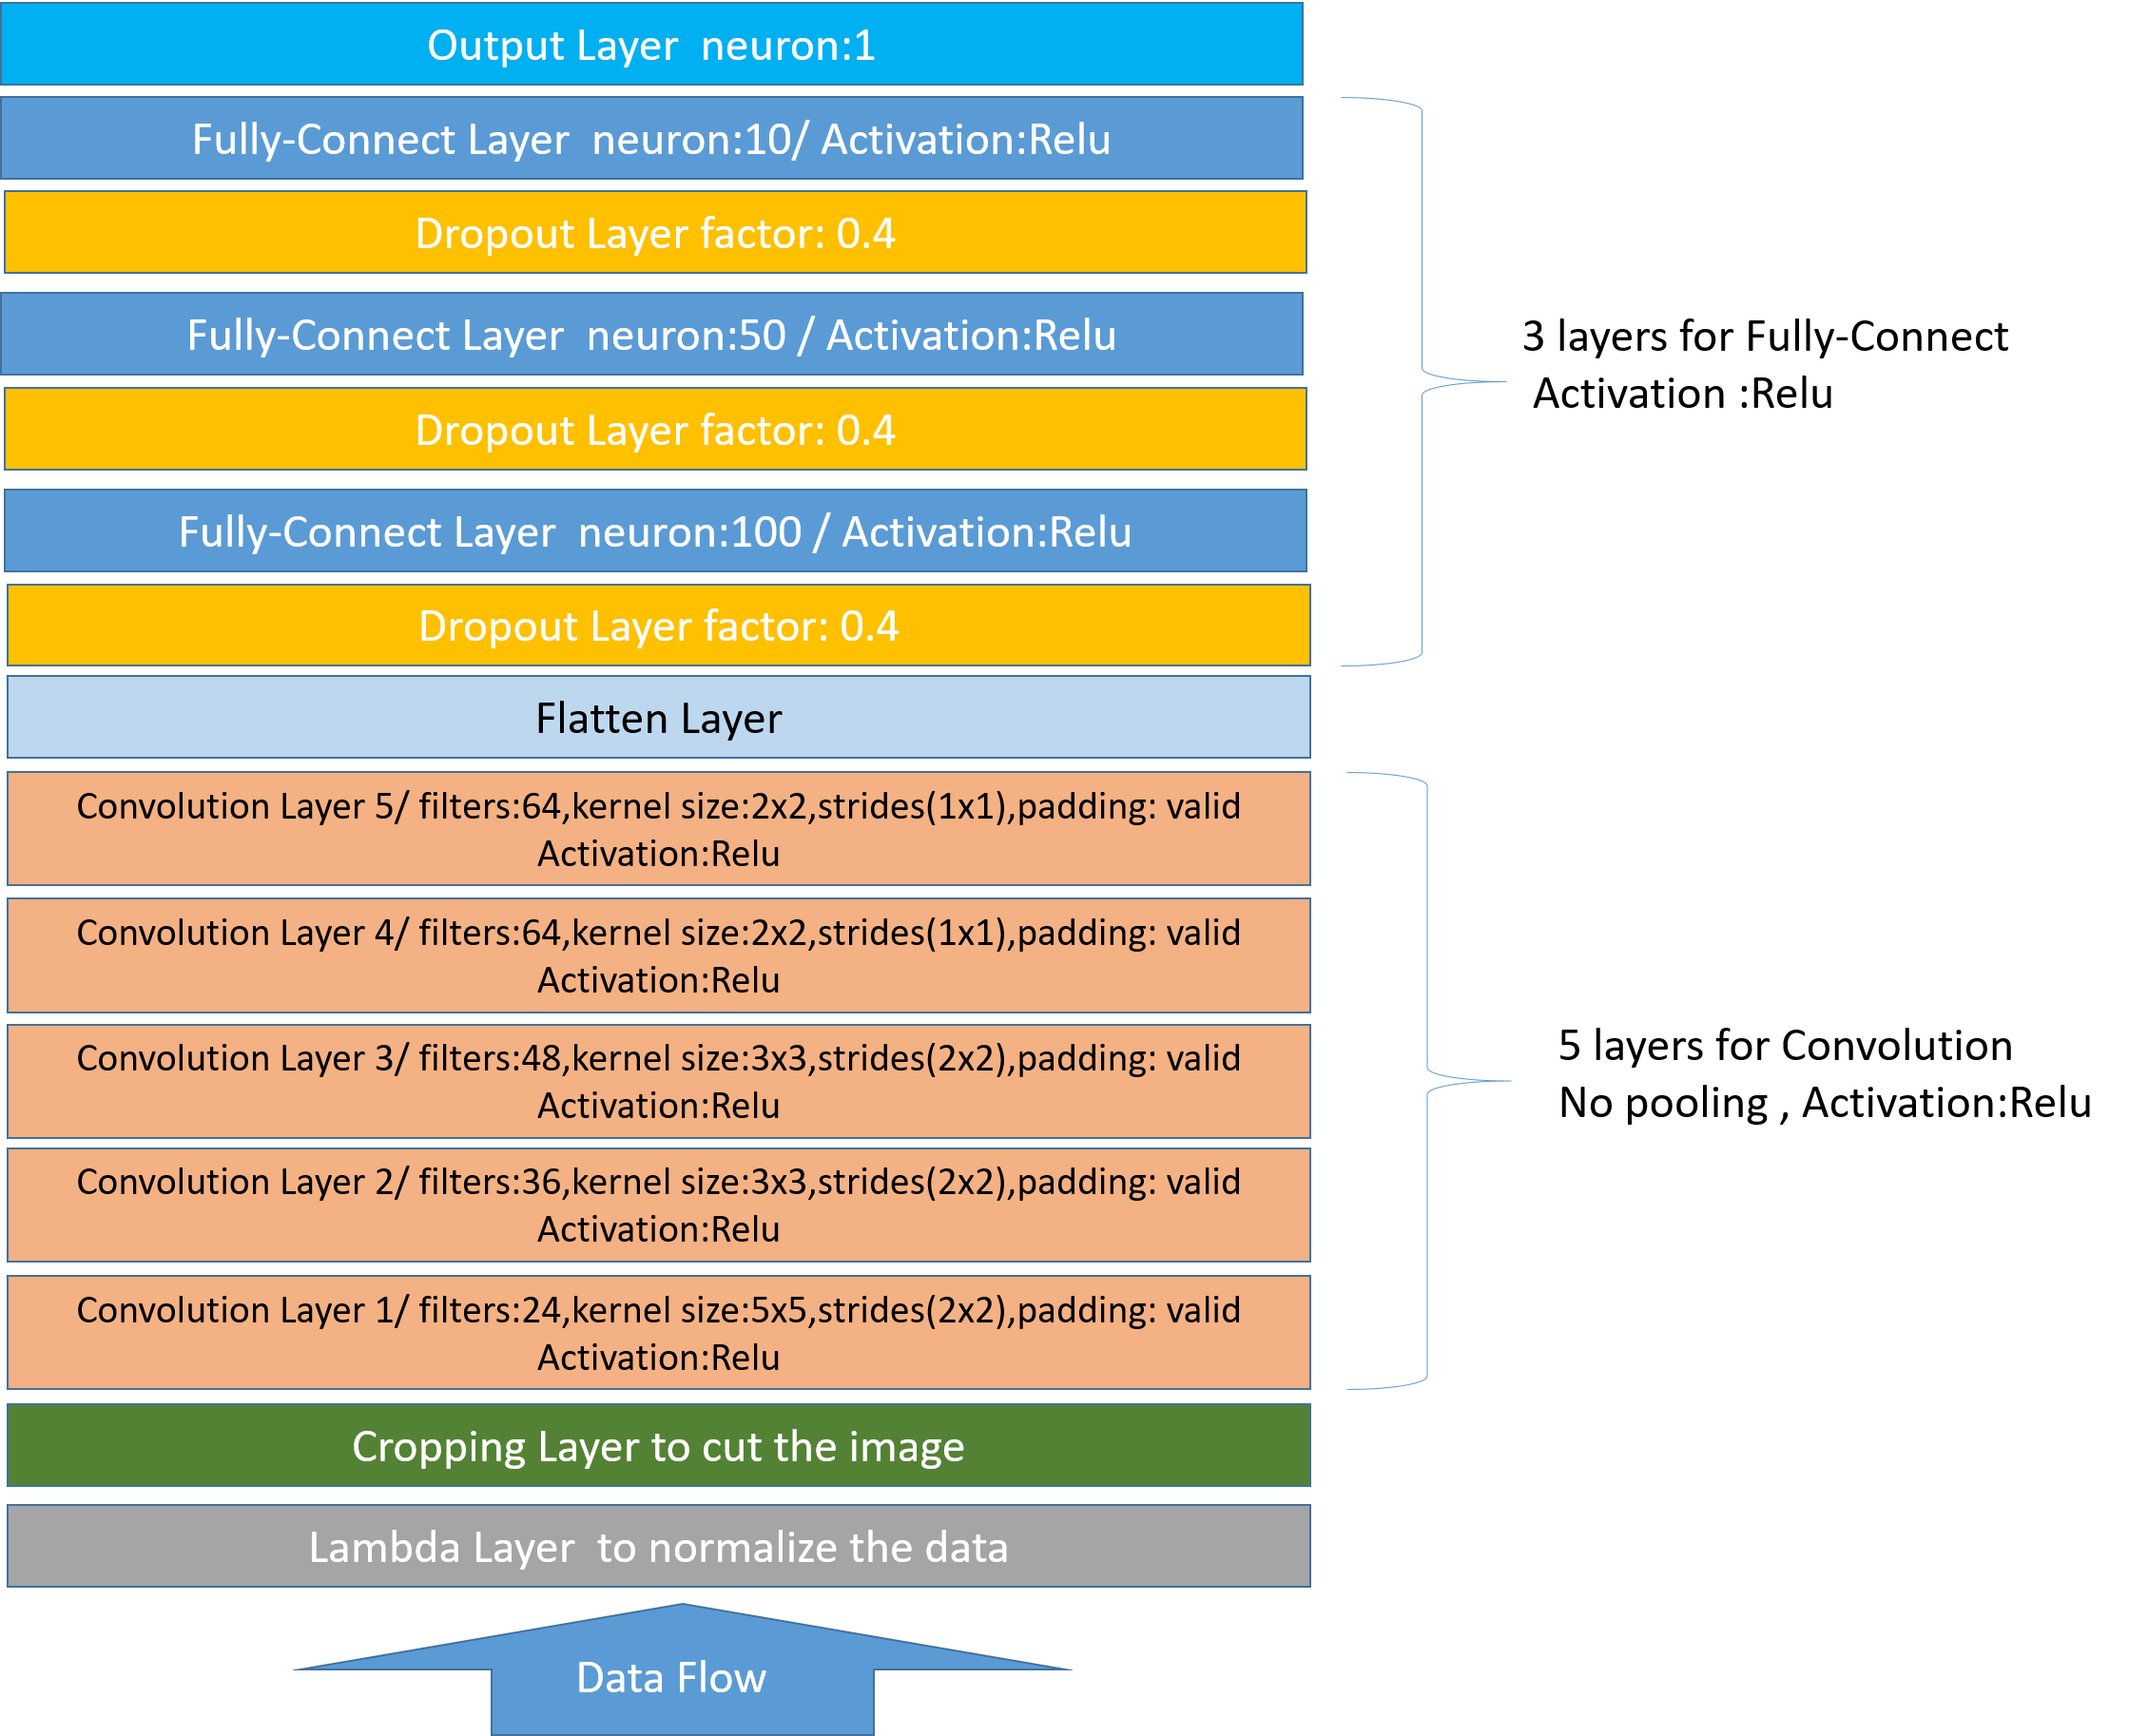 Output Layer  neuron:1
Fully-Connect Layer  neuron:10/ Activation:Relu
Dropout Layer factor: 0.4
Fully-Connect Layer  neuron:50 / Activation:Relu
Dropout Layer factor: 0.4
Fully-Connect Layer  neuron:100 / Activation:Relu
Dropout Layer factor: 0.4
3 layers for Fully-Connect
Activation :Relu
Flatten Layer
Convolution Layer 5/ filters:64,kernel size:2x2,strides(1x1),padding: valid
Activation:Relu
Convolution Layer 4/ filters:64,kernel size:2x2,strides(1x1),padding: valid
Activation:Relu
Convolution Layer 3/ filters:48,kernel size:3x3,strides(2x2),padding: valid
Activation:Relu
Convolution Layer 2/ filters:36,kernel size:3x3,strides(2x2),padding: valid
Activation:Relu
Convolution Layer 1/ filters:24,kernel size:5x5,strides(2x2),padding: valid
Activation:Relu
5 layers for Convolution
No pooling , Activation:Relu
Cropping Layer to cut the image
Lambda Layer  to normalize the data
Data Flow